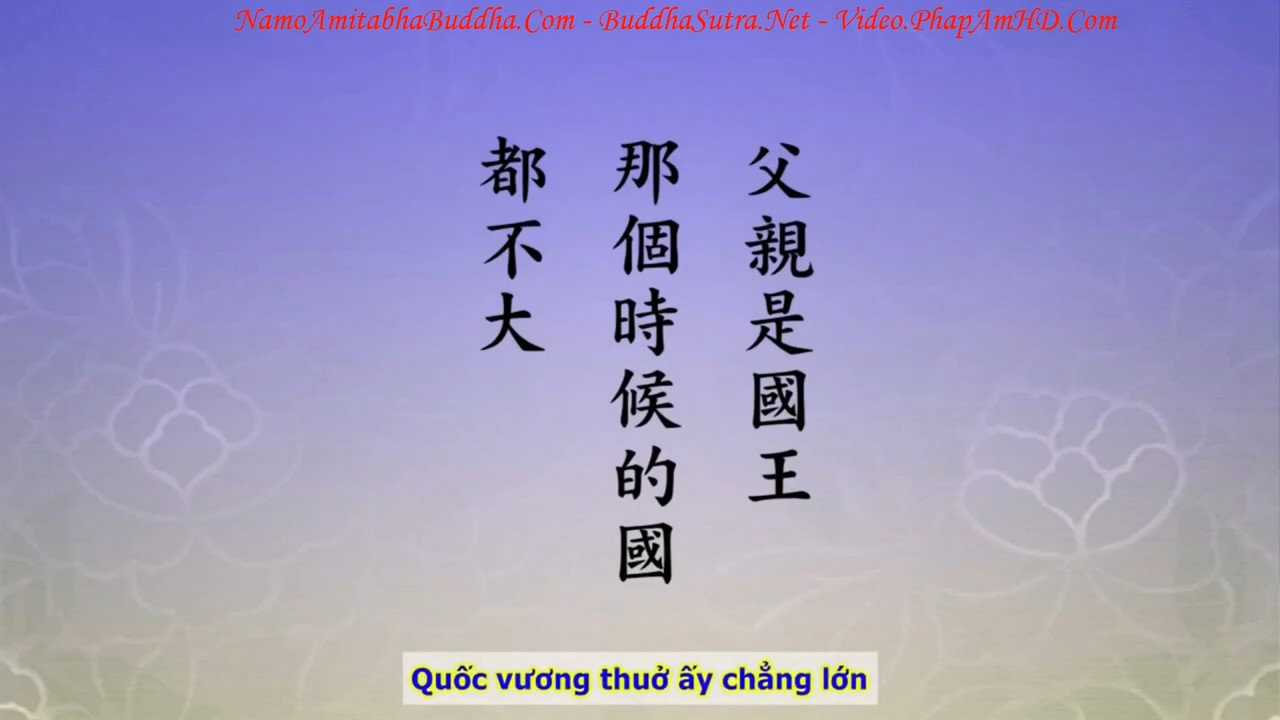 NamoAmitabhaBuddha.Com - BuddhaSutra.Net - Video.PhapAmHD.Com
父親是國王
那個時候的國
都不大
Quốc vương thuở ấy chẳng lớn